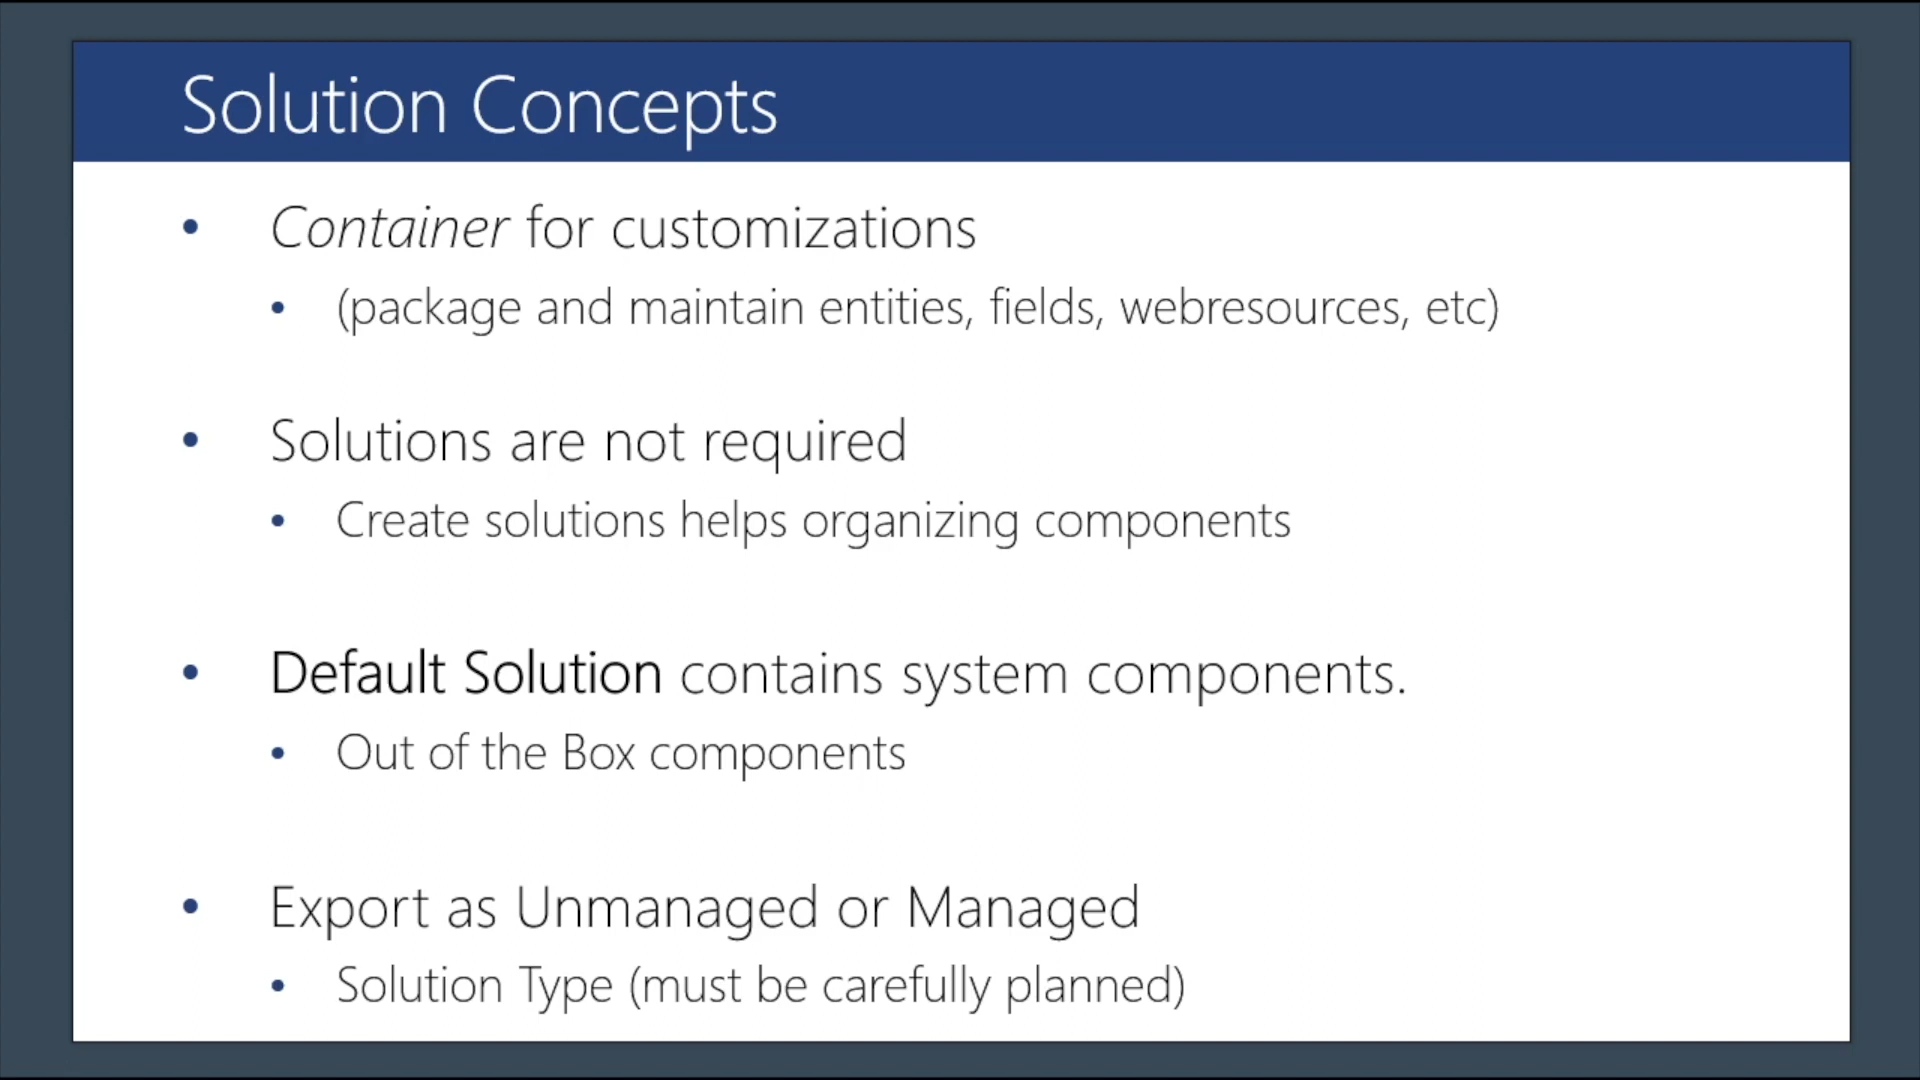 Solution Concepts
• Container for customizations
• (package and maintain entities, fields, webresources, etc)
• Solutions are not required
• Create solutions helps organizing components
• Default Solution contains system components.
• Out of the Box components
• Export as Unmanaged or Managed
• Solution Type (must be carefully planned)